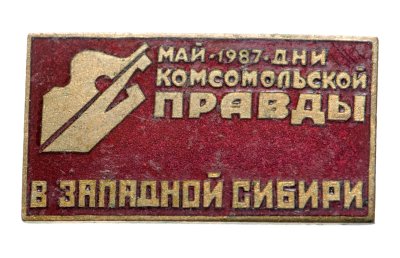 МАЙ·1987·ДНИ
КОМСОМОЛЬСКОЙ
ПРАВДЫ
В ЗАПАДНОЙ СИБИРИ